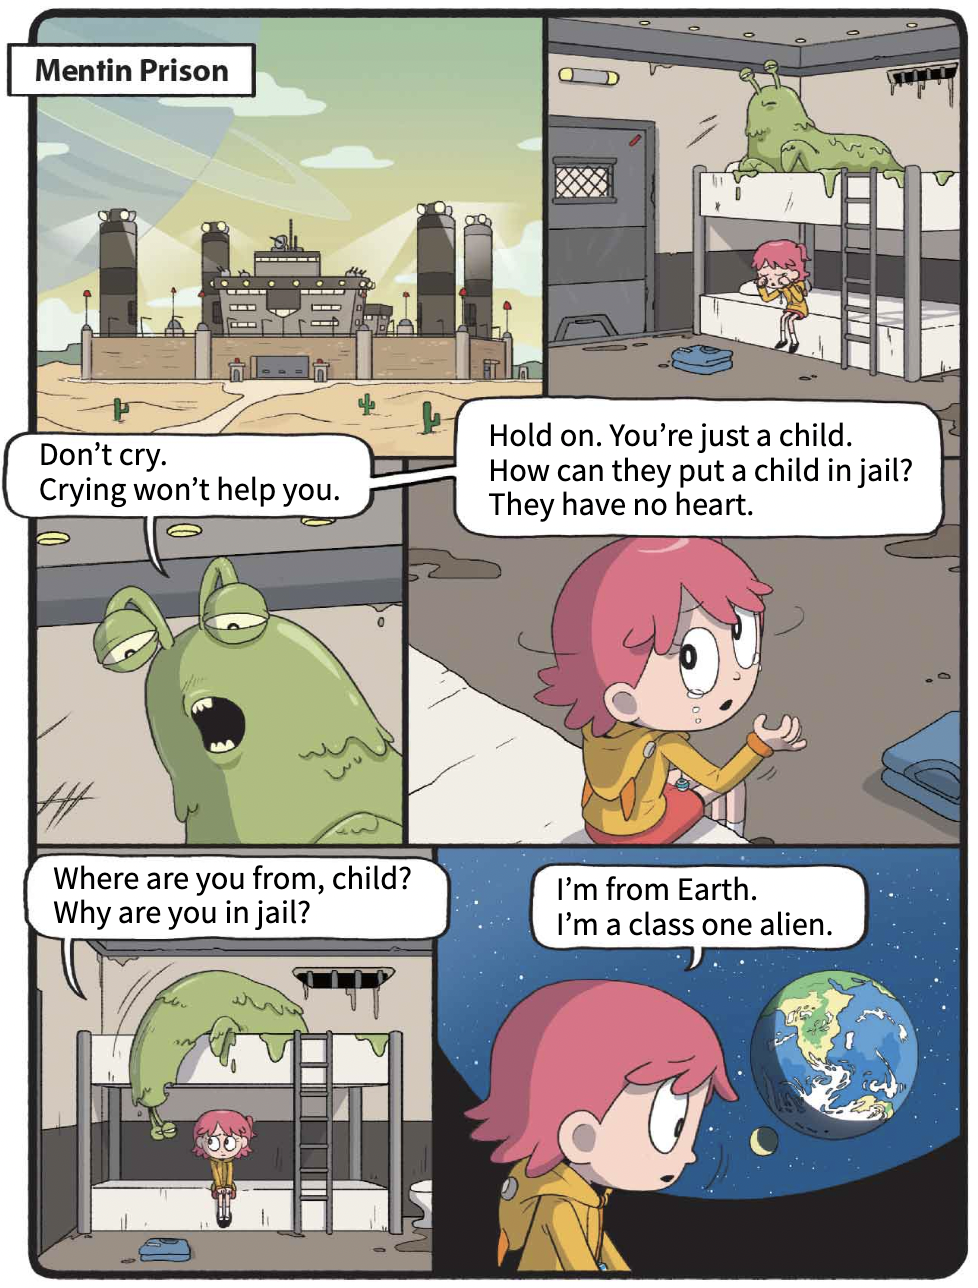 Mentin Prison
Don’t cry.
Crying won’t help you.
Hold on. You’re just a child.
How can they put a child in jail?
They have no heart.
Where are you from, child?
Why are you in jail?
I’m from Earth.
I’m a class one alien.